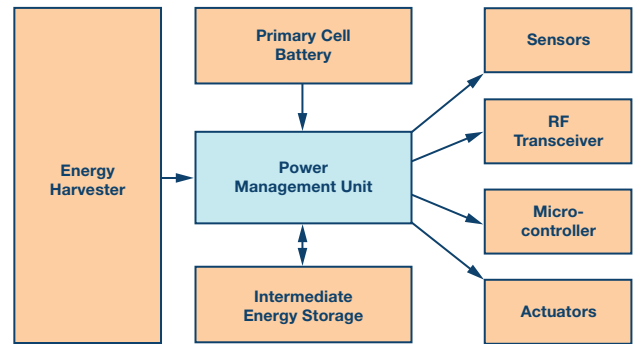 Energy
Harvester
Primary Cell
Battery
Power
Management Unit
Intermediate
Energy Storage
Sensors
RF
Transceiver
Micro-
controller
Actuators